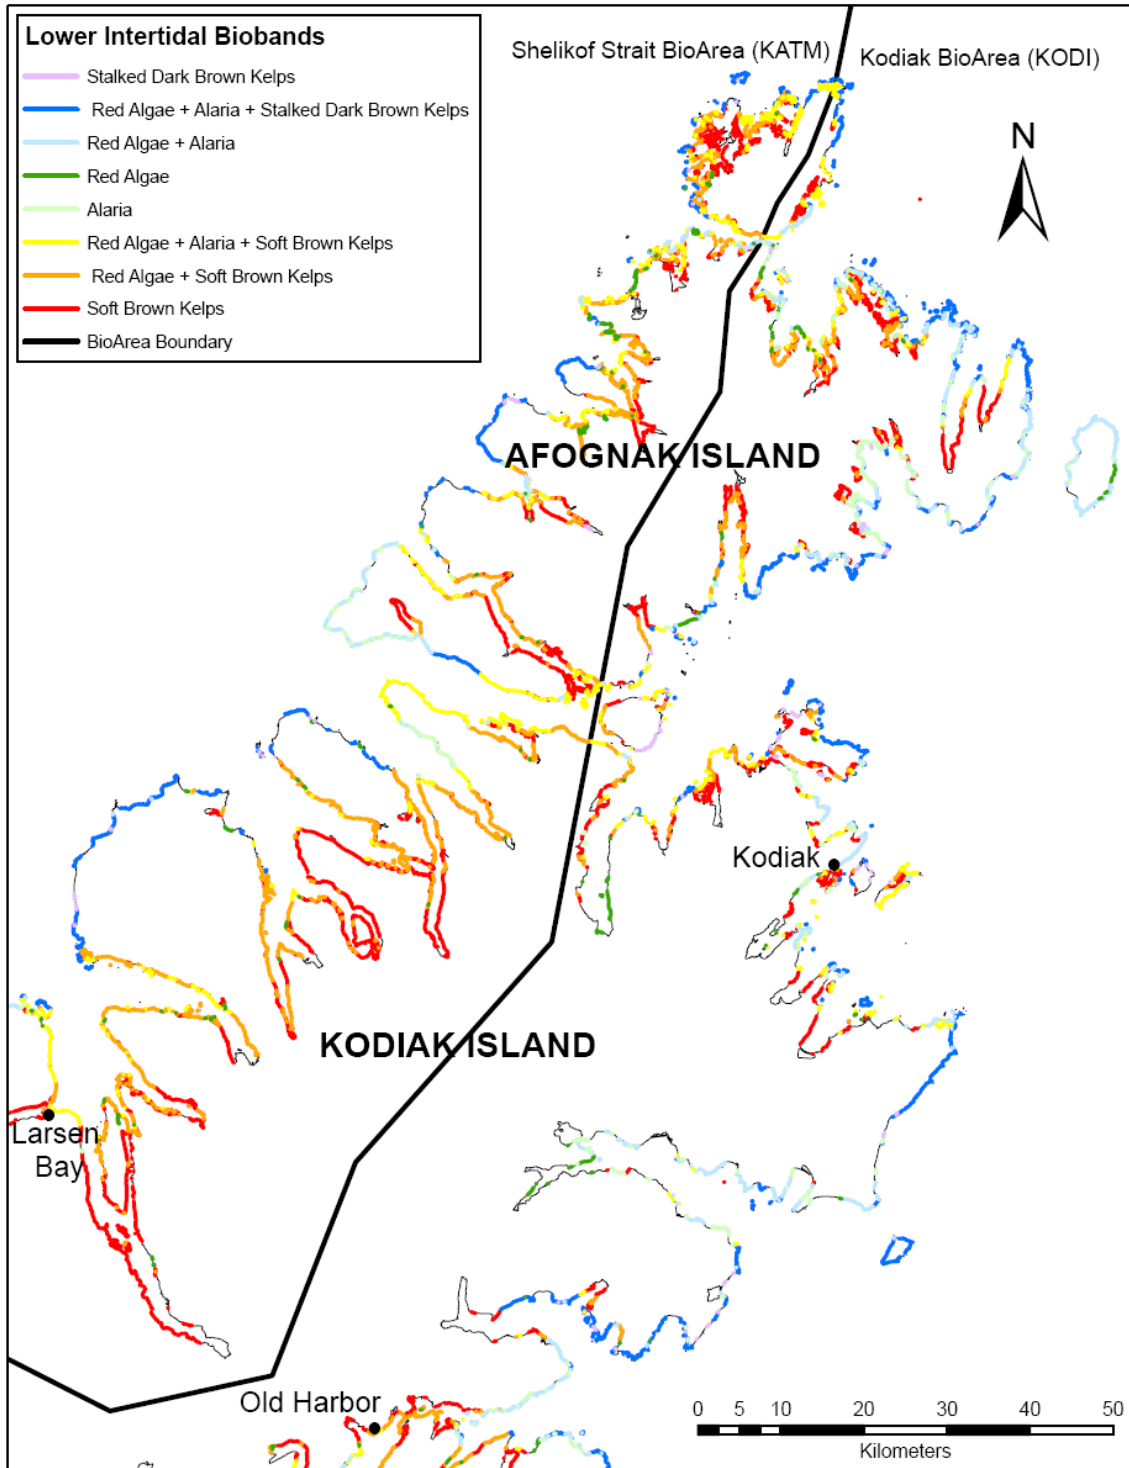 Lower Intertidal Biobands
Stalked Dark Brown Kelps
Red Algae + Alaria + Stalked Dark Brown Kelps
Red Algae + Alaria
Red Algae
Alaria
Red Algae + Alaria + Soft Brown Kelps
Red Algae + Soft Brown Kelps
Soft Brown Kelps
BioArea Boundary
Shelikof Strait BioArea (KATM)
Kodiak BioArea (KODI)
N
AFOGNAK ISLAND
Kodiak
KODIAK ISLAND
Larsen
Bay
Old Harbor
0 5 10 20 30 40 50
Kilometers